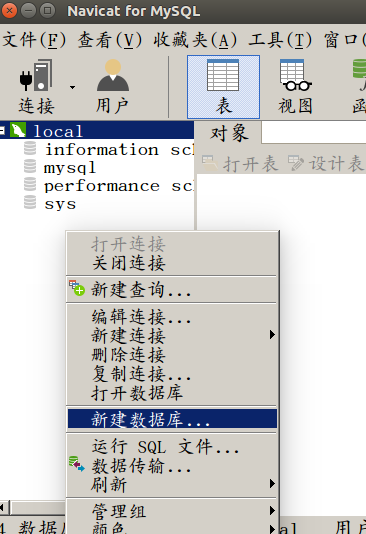 Navicat for MySQL
文件(F) 查看(V) 收藏夹(A) 工具(T) 窗口(
连接 用户 表 视图
local
对象
information sch
打开表 设计表
mysql
performance sc
sys
打开连接
关闭连接
新建查询...
编辑连接...
新建连接
删除连接
复制连接...
打开数据库
新建数据库...
运行 SQL 文件...
数据传输...
刷新
管理组
颜色
4 数据库 al 用户